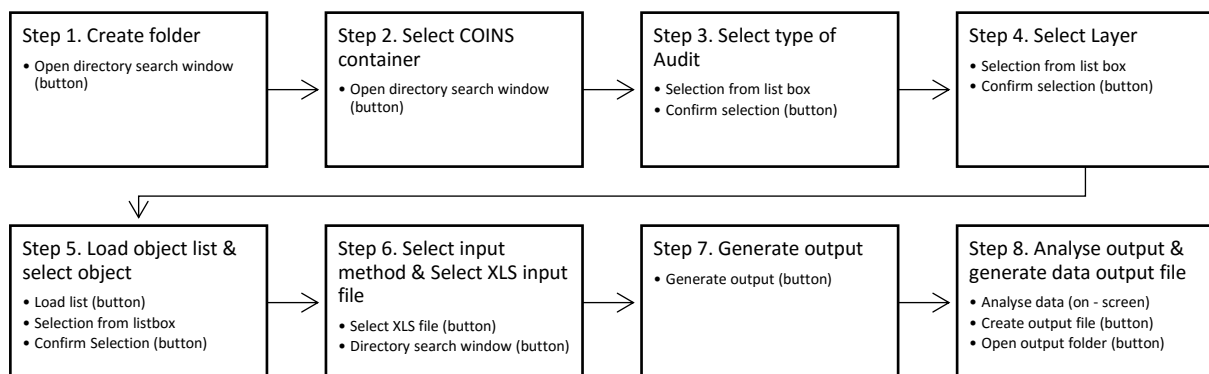 Step 1. Create folder
• Open directory search window
(button)
Step 2. Select COINS
container
• Open directory search window
(button)
Step 3. Select type of
Audit
• Selection from list box
• Confirm selection (button)
Step 4. Select Layer
• Selection from list box
• Confirm selection (button)
Step 5. Load object list &
select object
• Load list (button)
• Selection from listbox
• Confirm Selection (button)
Step 6. Select input
method & Select XLS input
file
• Select XLS file (button)
• Directory search window (button)
Step 7. Generate output
• Generate output (button)
Step 8. Analyse output &
generate data output file
• Analyse data (on - screen)
• Create output file (button)
• Open output folder (button)